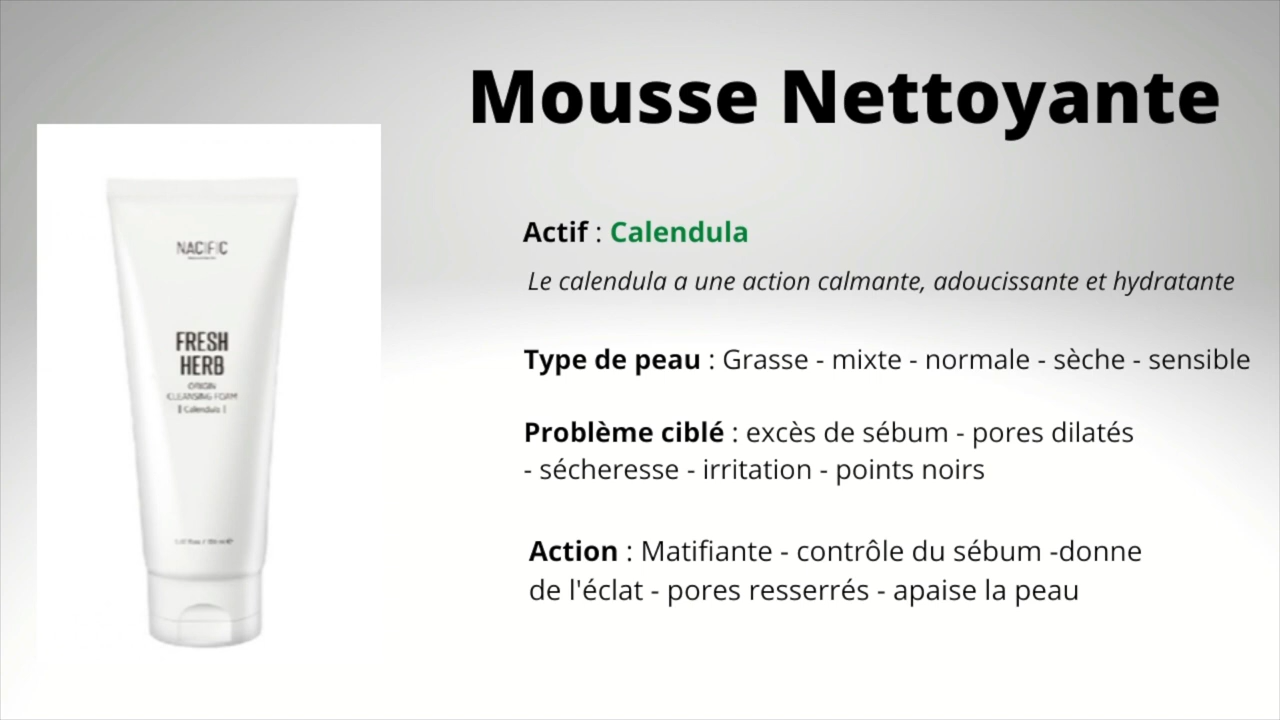 Mousse Nettoyante
NACIFIC
FRESH
HERB
ORIGIN
CLEANSING FOAM
[ Calendula ]
Actif : Calendula
Le calendula a une action calmante, adoucissante et hydratante
Type de peau : Grasse - mixte - normale - sèche - sensible
Problème ciblé : excès de sébum - pores dilatés
- sécheresse - irritation - points noirs
Action : Matifiante - contrôle du sébum -donne
de l'éclat - pores resserrés - apaise la peau